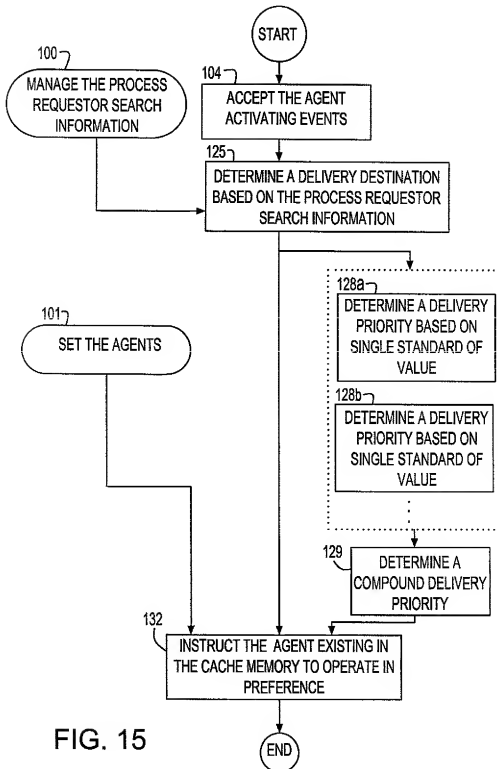 START
100
MANAGE THE PROCESS
REQUESTOR SEARCH
INFORMATION
104
ACCEPT THE AGENT
ACTIVATING EVENTS
125
DETERMINE A DELIVERY DESTINATION
BASED ON THE PROCESS REQUESTOR
SEARCH INFORMATION
101
SET THE AGENTS
128a
DETERMINE A DELIVERY
PRIORITY BASED ON
SINGLE STANDARD OF
VALUE
128b
DETERMINE A DELIVERY
PRIORITY BASED ON
SINGLE STANDARD OF
VALUE
129
DETERMINE A
COMPOUND DELIVERY
PRIORITY
132
INSTRUCT THE AGENT EXISTING IN
THE CACHE MEMORY TO OPERATE IN
PREFERENCE
END
FIG. 15